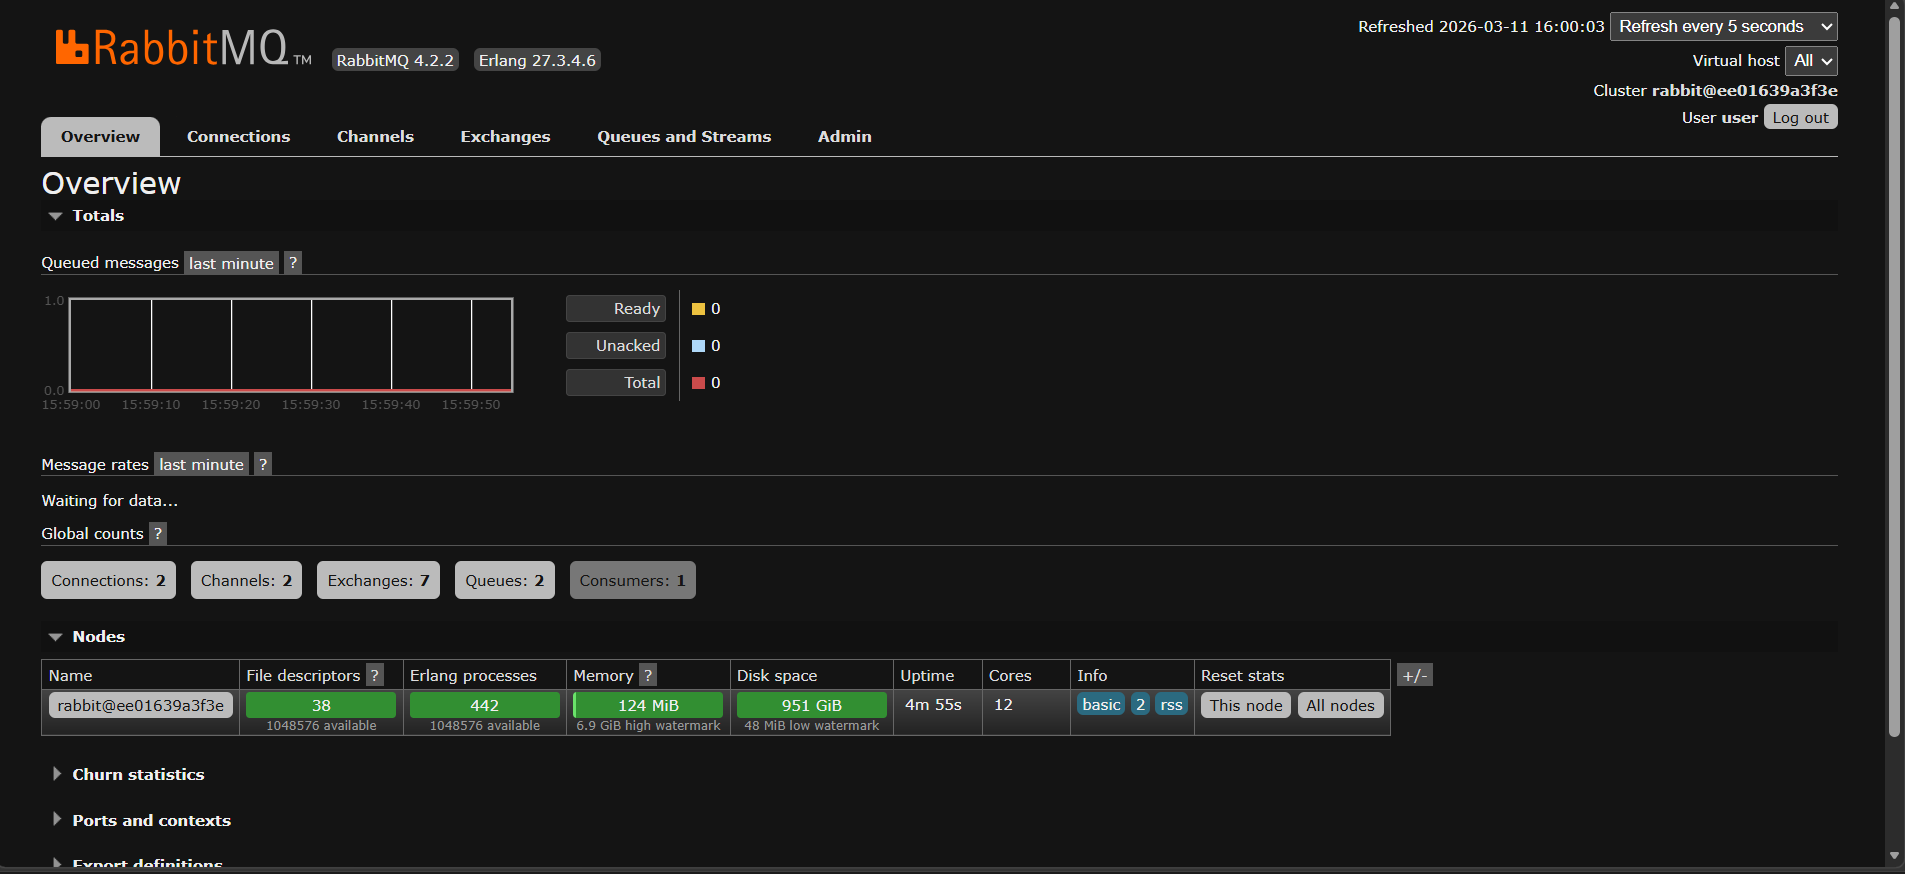 RabbitMQ TM RabbitMQ 4.2.2 Erlang 27.3.4.6
Refreshed 2026-03-11 16:00:03 Refresh every 5 seconds
Virtual host All
Cluster rabbit@ee01639a3f3e
User user Log out
Overview Connections Channels Exchanges Queues and Streams Admin
Overview
Totals
Queued messages last minute ?
1.0
0.0
15:59:00 15:59:10 15:59:20 15:59:30 15:59:40 15:59:50
Ready 0
Unacked 0
Total 0
Message rates last minute ?
Waiting for data...
Global counts ?
Connections: 2 Channels: 2 Exchanges: 7 Queues: 2 Consumers: 1
Nodes
Name File descriptors ? Erlang processes Memory ? Disk space Uptime Cores Info Reset stats +/-
rabbit@ee01639a3f3e 38 442 124 MiB 951 GiB 4m 55s 12 basic 2 rss This node All nodes
1048576 available 1048576 available 6.9 GiB high watermark 48 MiB low watermark
Churn statistics
Ports and contexts
Export definitions